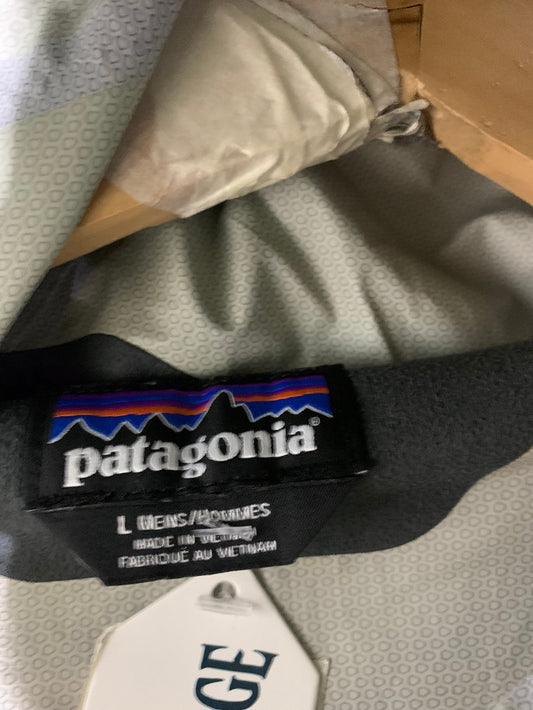 patagonia®
L MENS/HOMMES
MADE IN VIETNAM
FABRIQUÉ AU VIETNAM
GE